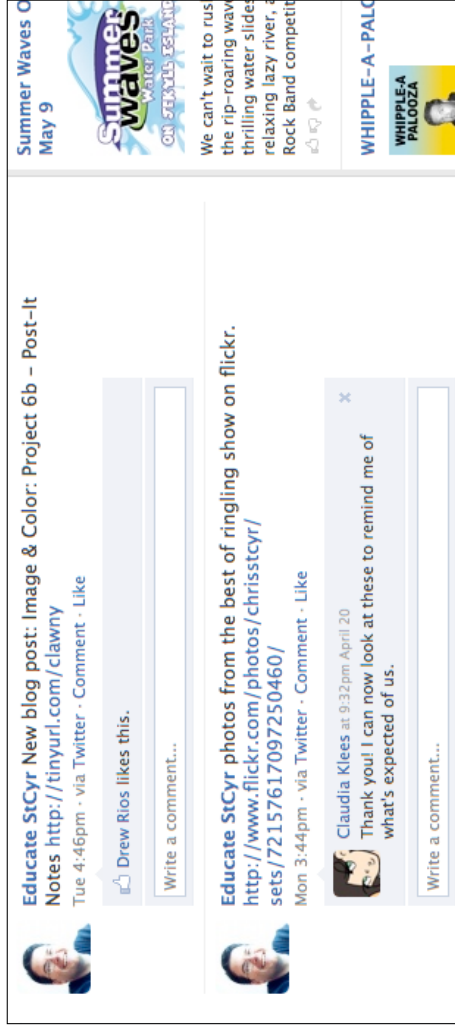 Educate StCyr New blog post: Image & Color: Project 6b – Post-It
Notes http://tinyurl.com/clawny
Tue 4:46pm · via Twitter · Comment · Like
Drew Rios likes this.
Write a comment...
Educate StCyr photos from the best of ringling show on flickr.
http://www.flickr.com/photos/chrisstcyr/
sets/72157617097250460/
Mon 3:44pm · via Twitter · Comment · Like
Claudia Klees at 9:32pm April 20
Thank you! I can now look at these to remind me of
what's expected of us.
Write a comment...
Summer Waves O
May 9
Summer
waves
Water Park
ON JEKYLL ISLAND
We can't wait to rus
the rip-roaring wav
thrilling water slides
relaxing lazy river, a
Rock Band competit
WHIPPLE-A-PALO
WHIPPLE-A
PALOOZA